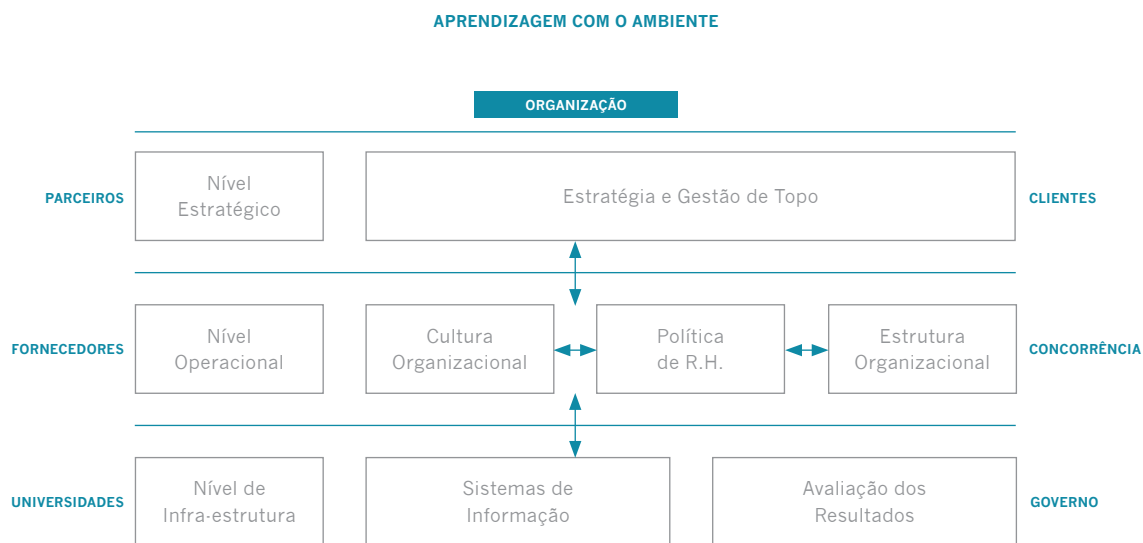 APRENDIZAGEM COM O AMBIENTE
ORGANIZAÇÃO
PARCEIROS
Nível
Estratégico
Estratégia e Gestão de Topo
CLIENTES
FORNECEDORES
Nível
Operacional
Cultura
Organizacional
Política
de R.H.
Estrutura
Organizacional
CONCORRÊNCIA
UNIVERSIDADES
Nível de
Infra-estrutura
Sistemas de
Informação
Avaliação dos
Resultados
GOVERNO